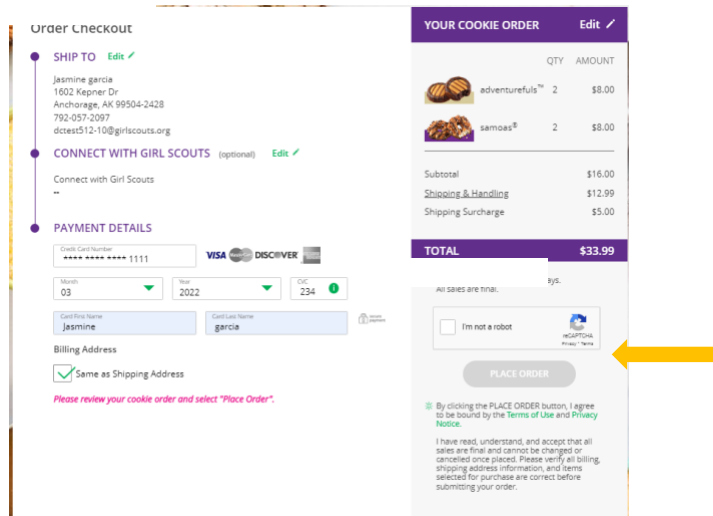 Order Checkout
SHIP TO Edit
Jasmine garcia
1602 Kepner Dr
Anchorage, AK 99504-2428
792-057-2097
dctest512-10@girlscouts.org
CONNECT WITH GIRL SCOUTS (optional) Edit
Connect with Girl Scouts
--
PAYMENT DETAILS
Credit Card Number
**** **** **** 1111
VISA DISCOVER
Month
03
Year
2022
CVC
234
Card First Name
Jasmine
Card Last Name
garcia
secure
payment
Billing Address
Same as Shipping Address
Please review your cookie order and select "Place Order".
YOUR COOKIE ORDER Edit
QTY AMOUNT
adventurefuls™ 2 $8.00
samoas® 2 $8.00
Subtotal $16.00
Shipping & Handling $12.99
Shipping Surcharge $5.00
TOTAL $33.99
ays.
All sales are final.
I'm not a robot
reCAPTCHA
Privacy - Terms
PLACE ORDER
By clicking the PLACE ORDER button, I agree
to be bound by the Terms of Use and Privacy
Notice.
I have read, understand, and accept that all
sales are final and cannot be changed or
cancelled once placed. Please verify all billing,
shipping address information, and items
selected for purchase are correct before
submitting your order.